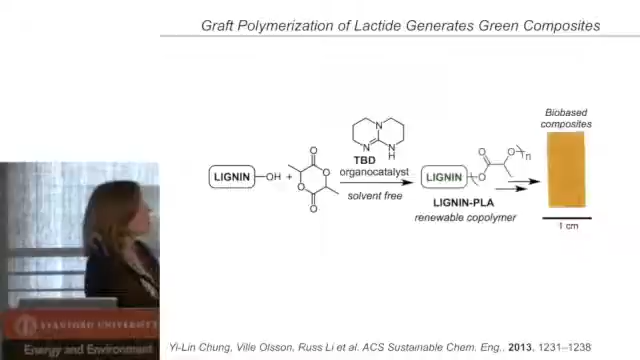 Graft Polymerization of Lactide Generates Green Composites
Biobased
composites
TBD
organocatalyst
solvent free
LIGNIN
OH
+
O
O
O
O
N
N
N
H
LIGNIN
O
O
n
LIGNIN-PLA
renewable copolymer
1 cm
STANFORD UNIVERSITY
Energy and Environment
Yi-Lin Chung, Ville Olsson, Russ Li et al. ACS Sustainable Chem. Eng., 2013, 1231–1238